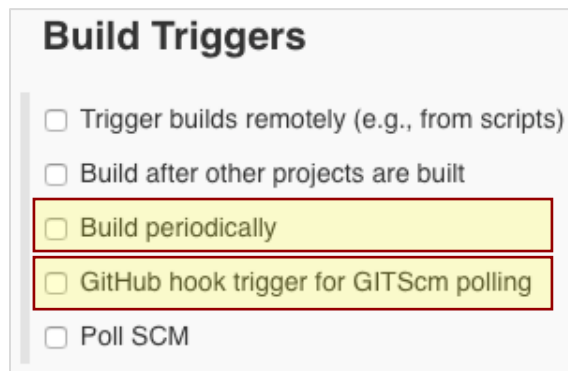 Build Triggers
Trigger builds remotely (e.g., from scripts)
Build after other projects are built
Build periodically
GitHub hook trigger for GITScm polling
Poll SCM